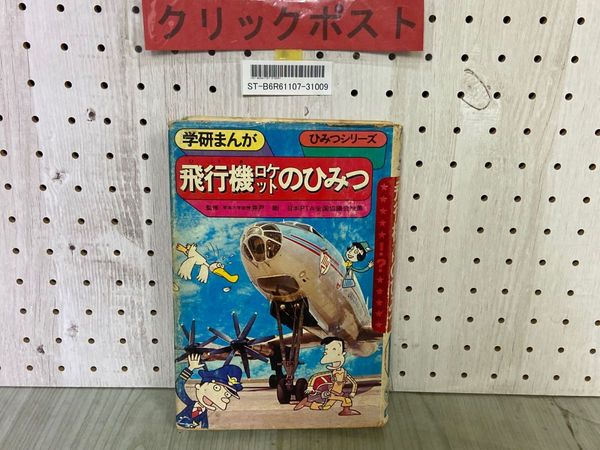 クリックポスト
ST-B6R61107-31009
学研まんが
ひみつシリーズ
飛行機ロケットのひみつ
監修
日本PTA全国協議会推薦